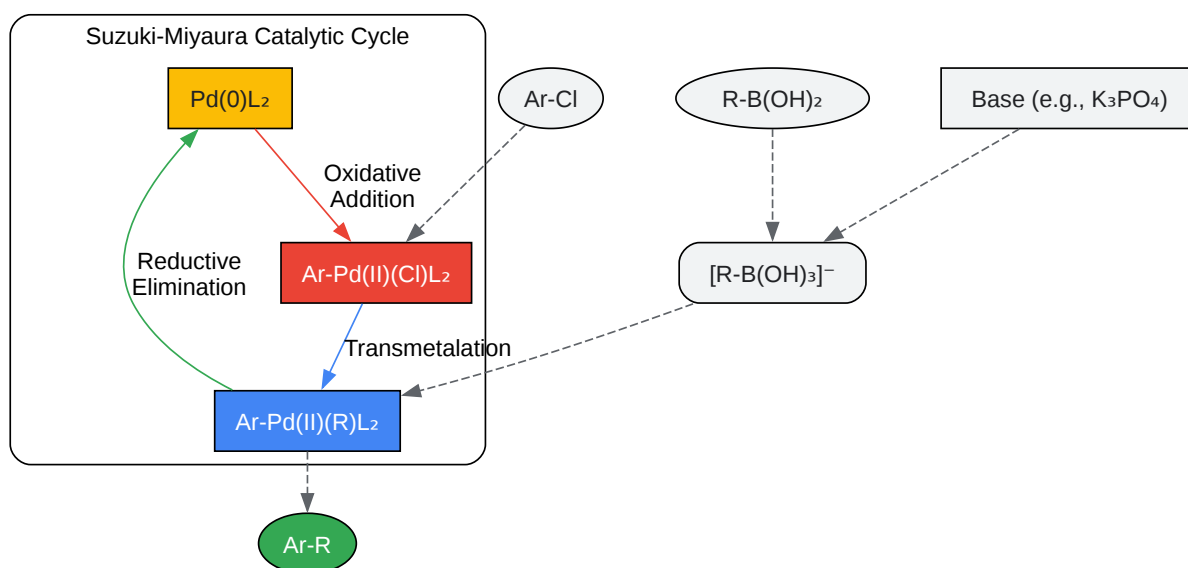 Suzuki-Miyaura Catalytic Cycle
Pd(0)L₂
Ar-Cl
R-B(OH)₂
Base (e.g., K₃PO₄)
Oxidative
Addition
Reductive
Elimination
Ar-Pd(II)(Cl)L₂
[R-B(OH)₃]⁻
Transmetalation
Ar-Pd(II)(R)L₂
Ar-R